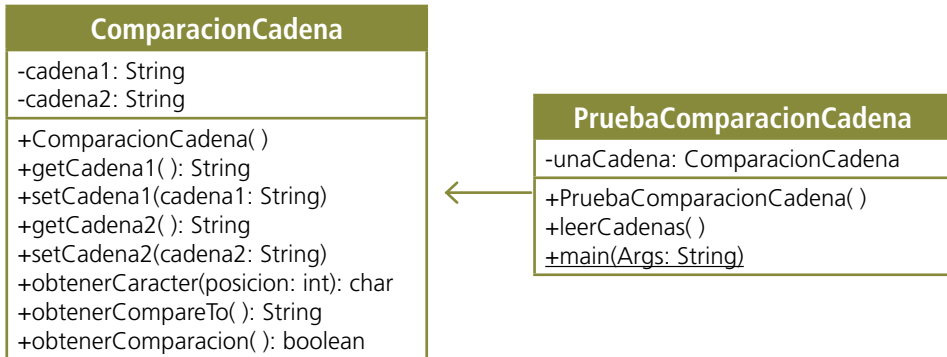 ComparacionCadena
-cadena1: String
-cadena2: String
+ComparacionCadena( )
+getCadena1( ): String
+setCadena1(cadena1: String)
+getCadena2( ): String
+setCadena2(cadena2: String)
+obtenerCaracter(posicion: int): char
+obtenerCompareTo( ): String
+obtenerComparacion( ): boolean
PruebaComparacionCadena
-unaCadena: ComparacionCadena
+PruebaComparacionCadena( )
+leerCadenas( )
+main(Args: String)